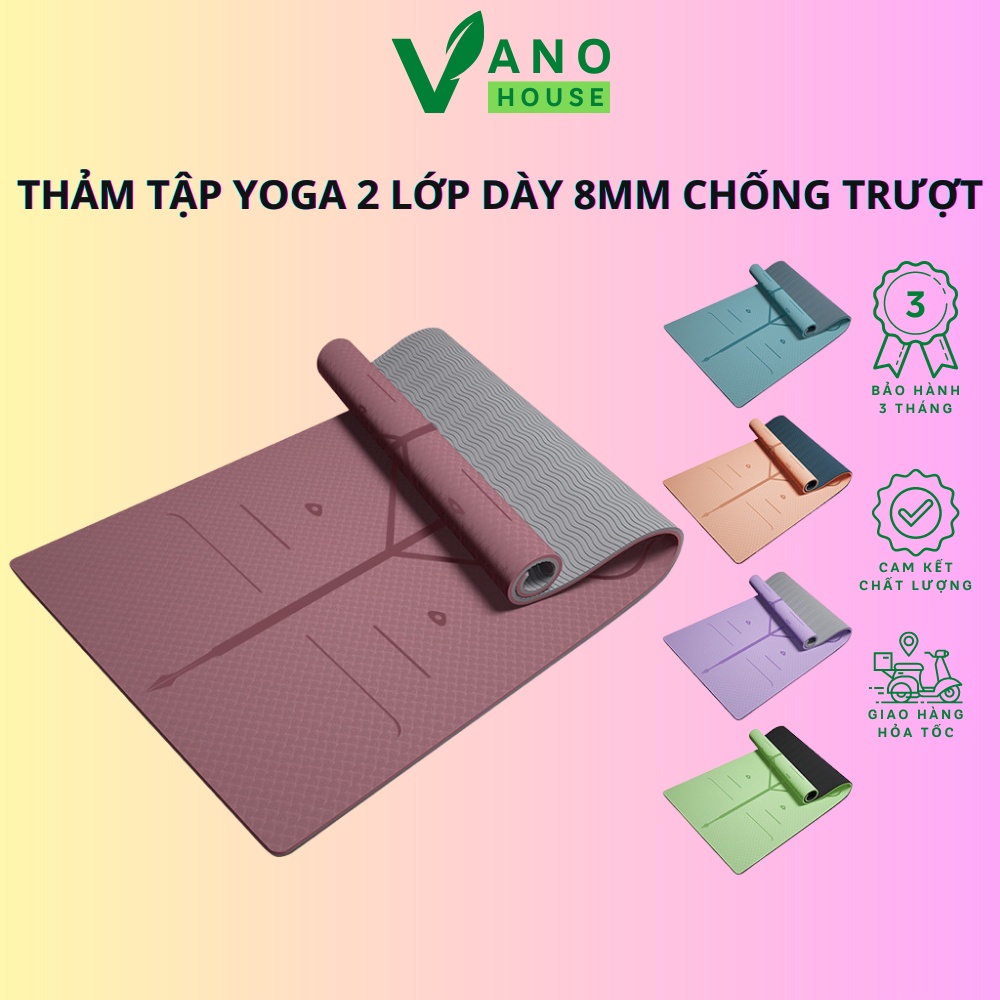 VANO
HOUSE
THẢM TẬP YOGA 2 LỚP DÀY 8MM CHỐNG TRƯỢT
3
BẢO HÀNH
3 THÁNG
CAM KẾT
CHẤT LƯỢNG
GIAO HÀNG
HỎA TỐC